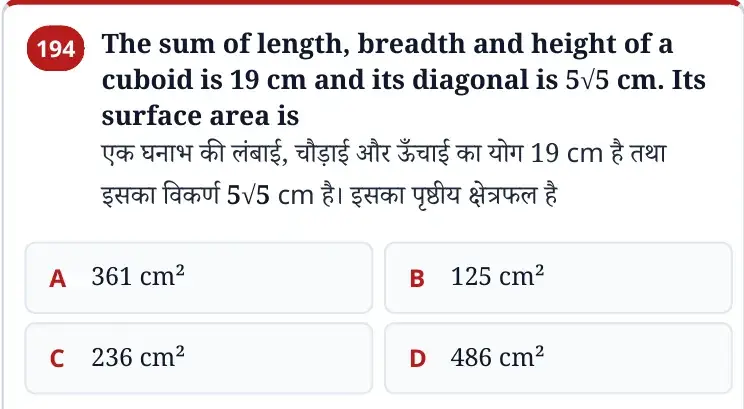 194 The sum of length, breadth and height of a
cuboid is 19 cm and its diagonal is 5√5 cm. Its
surface area is
एक घनाभ की लंबाई, चौड़ाई और ऊँचाई का योग 19 cm है तथा
इसका विकर्ण 5√5 cm है। इसका पृष्ठीय क्षेत्रफल है
A 361 cm² B 125 cm²
C 236 cm² D 486 cm²